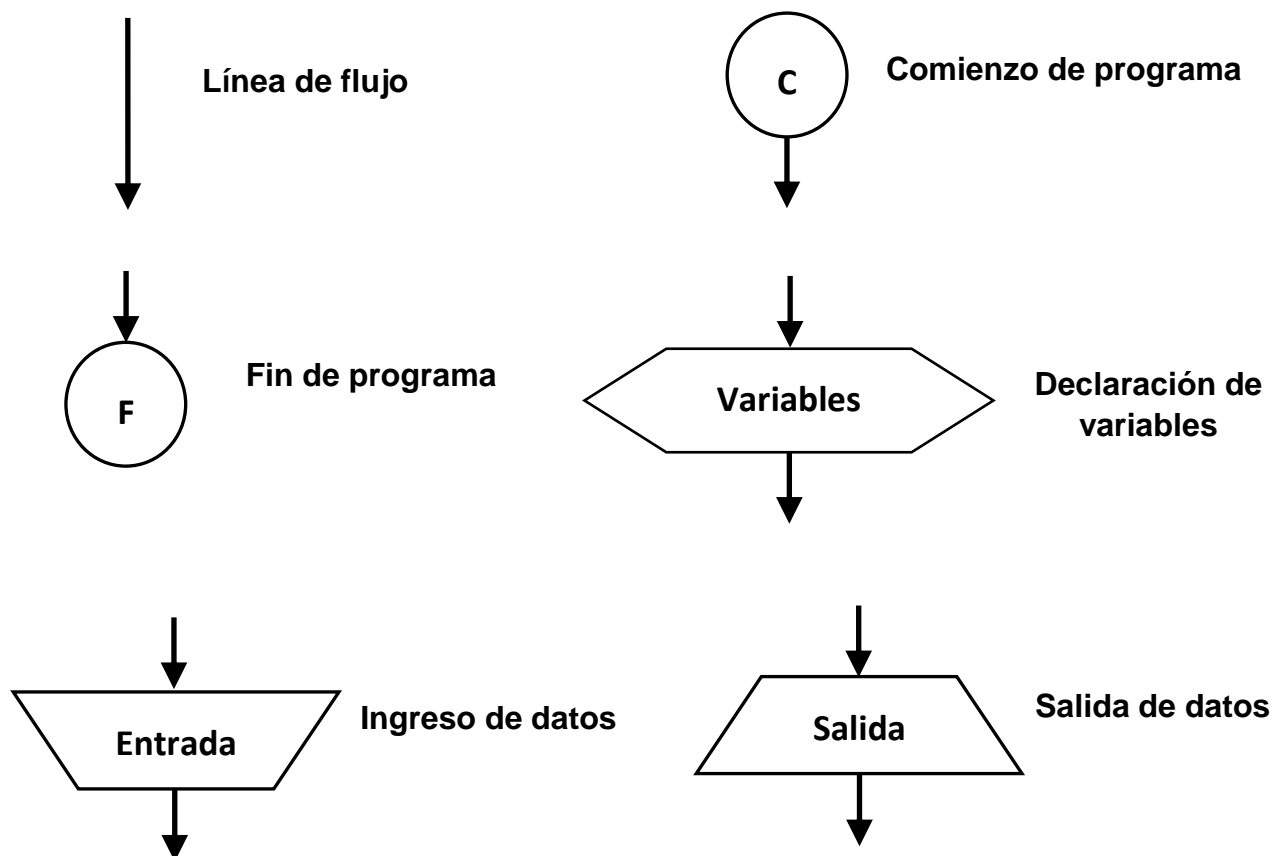 Línea de flujo
C
Comienzo de programa
F
Fin de programa
Variables
Declaración de
variables
Entrada
Ingreso de datos
Salida
Salida de datos